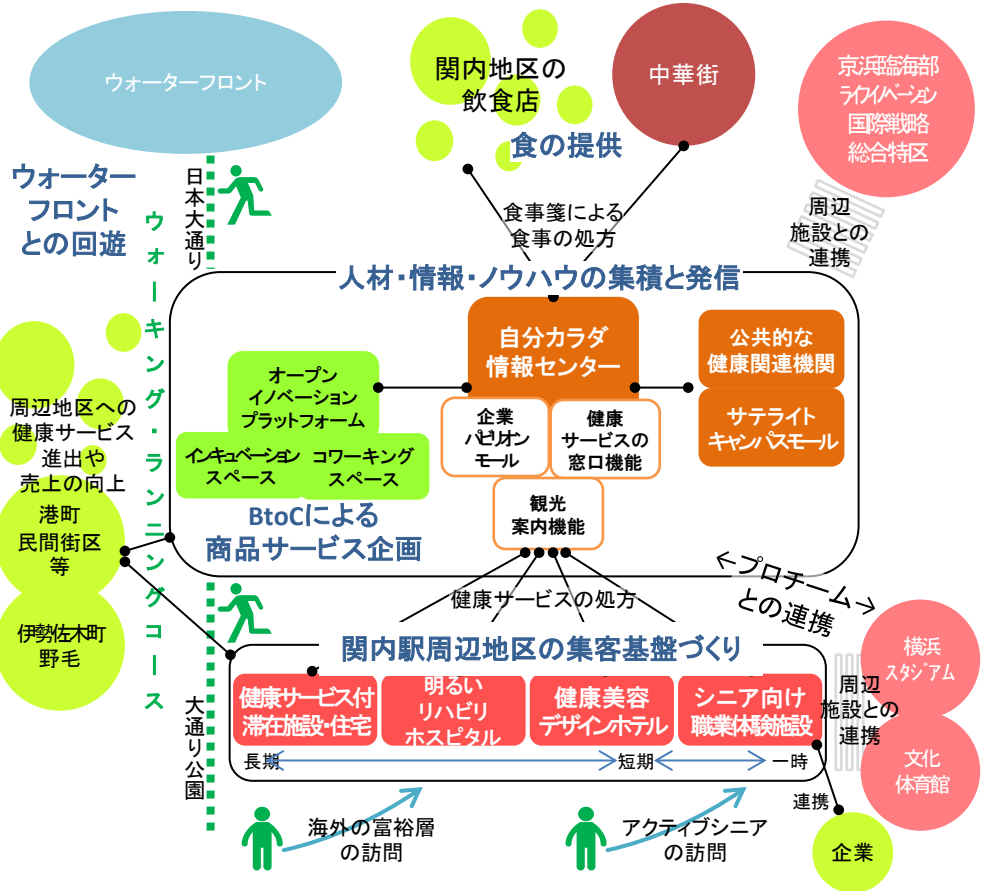 ウォーターフロント
関内地区の
飲食店
中華街
京浜臨海部
ライフイノベーション
国際戦略
総合特区
食の提供
ウォーター
フロント
との回遊
日本大通り
ウォーキング・ランニングコース
食事箋による
食事の処方
周辺
施設との
連携
人材・情報・ノウハウの集積と発信
自分カラダ
情報センター
公共的な
健康関連機関
オープン
イノベーション
プラットフォーム
企業
パビリオン
モール
健康
サービスの
窓口機能
サテライト
キャンパスモール
インキュベーション
スペース
コワーキング
スペース
観光
案内機能
BtoCによる
商品サービス企画
周辺地区への
健康サービス
進出や
売上の向上
港町
民間街区
等
伊勢佐木町
野毛
←プロチーム→
との連携
健康サービスの処方
関内駅周辺地区の集客基盤づくり
健康サービス付
滞在施設・住宅
明るい
リハビリ
ホスピタル
健康美容
デザインホテル
シニア向け
職業体験施設
長期
短期
一時
大通り公園
周辺
施設との
連携
横浜
スタジアム
文化
体育館
連携
企業
海外の富裕層
の訪問
アクティブシニア
の訪問